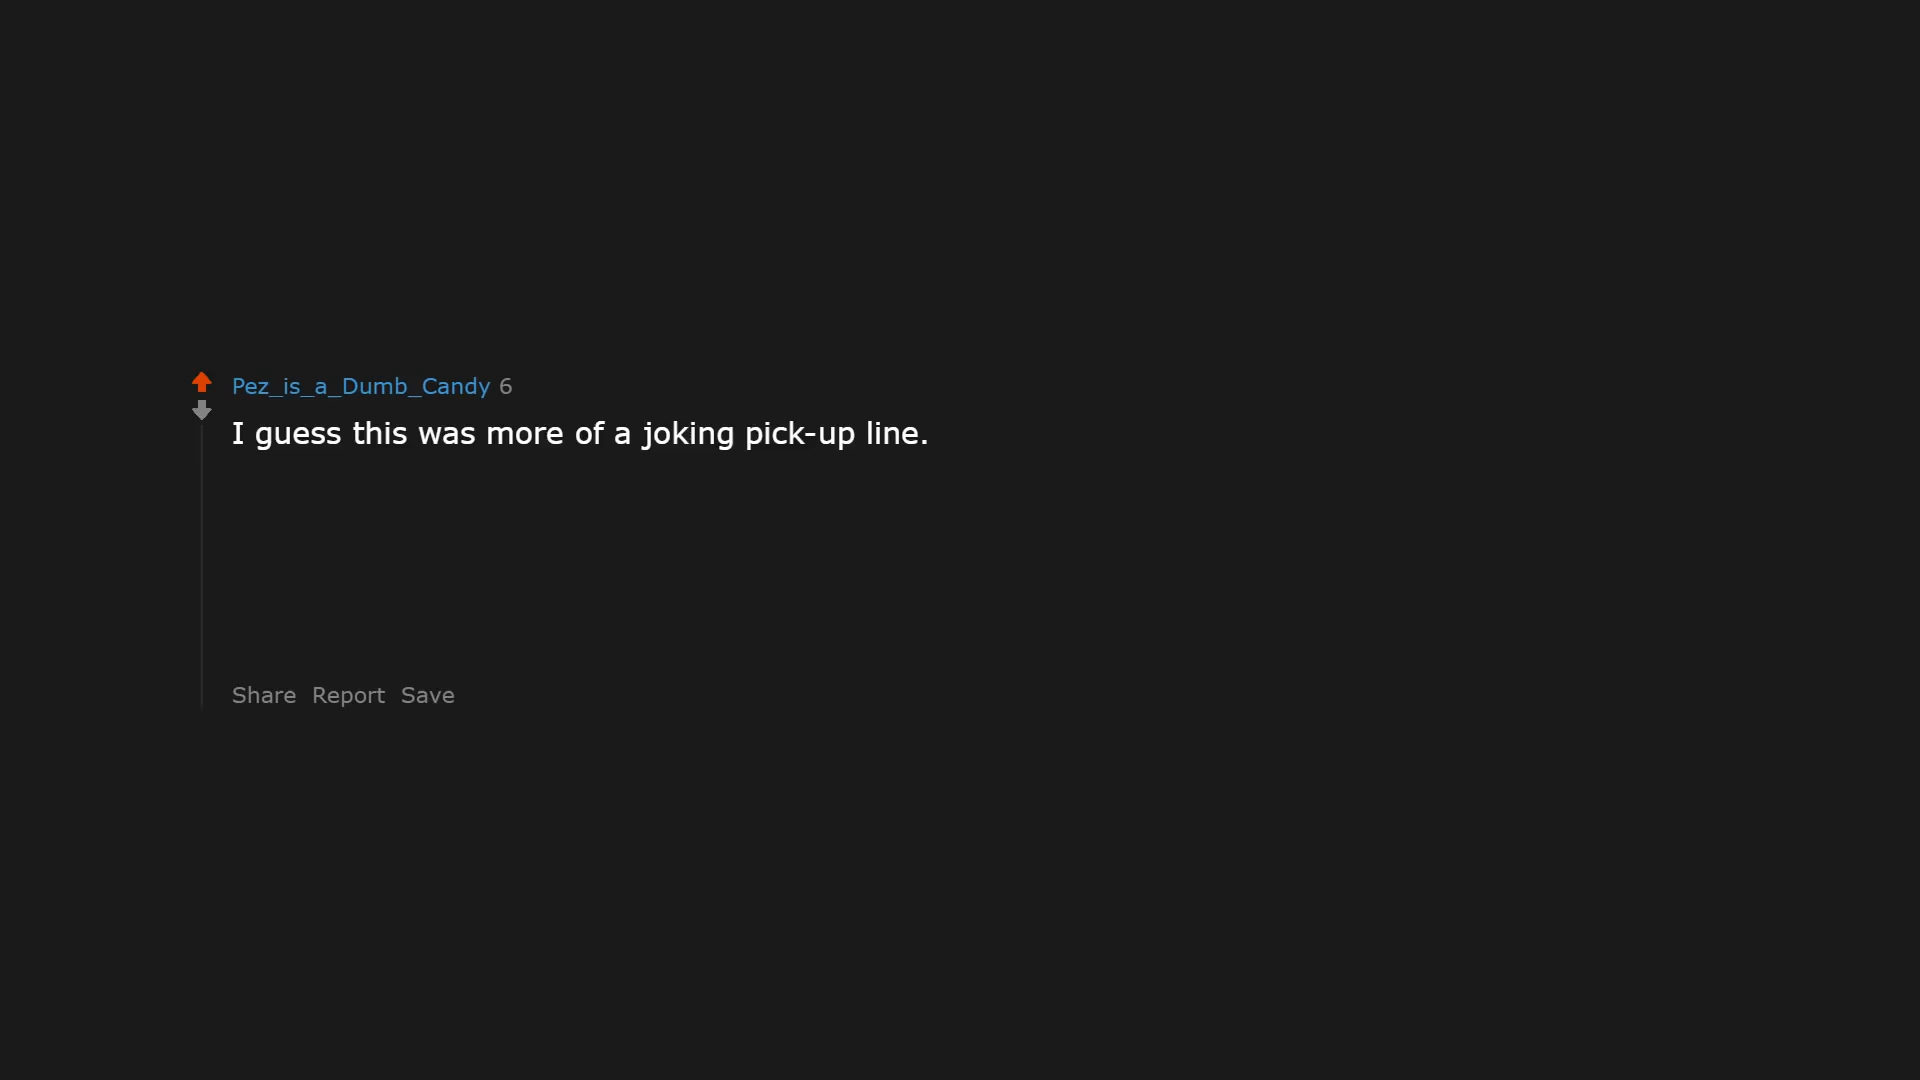 Pez_is_a_Dumb_Candy 6
I guess this was more of a joking pick-up line.
Share Report Save